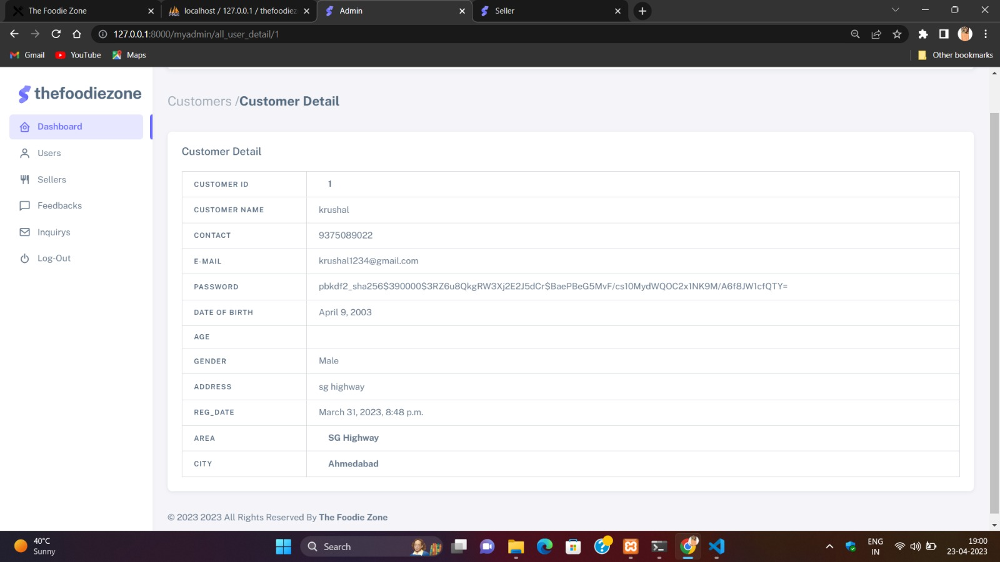 The Foodie Zone
localhost / 127.0.0.1 / thefoodiez
Admin
Seller
127.0.0.1:8000/myadmin/all_user_detail/1
Gmail
YouTube
Maps
Other bookmarks
thefoodiezone
Dashboard
Users
Sellers
Feedbacks
Inquirys
Log-Out
Customers /Customer Detail
Customer Detail
CUSTOMER ID 1
CUSTOMER NAME krushal
CONTACT 9375089022
E-MAIL krushal1234@gmail.com
PASSWORD pbkdf2_sha256$390000$3RZ6u8QkgRW3Xj2E2J5dCr$BaePBeG5MvF/cs10MydWQOC2x1NK9M/A6f8JW1cfQTY=
DATE OF BIRTH April 9, 2003
AGE
GENDER Male
ADDRESS sg highway
REG_DATE March 31, 2023, 8:48 p.m.
AREA SG Highway
CITY Ahmedabad
© 2023 2023 All Rights Reserved By The Foodie Zone
40°C
Sunny
Search
ENG
IN
19:00
23-04-2023